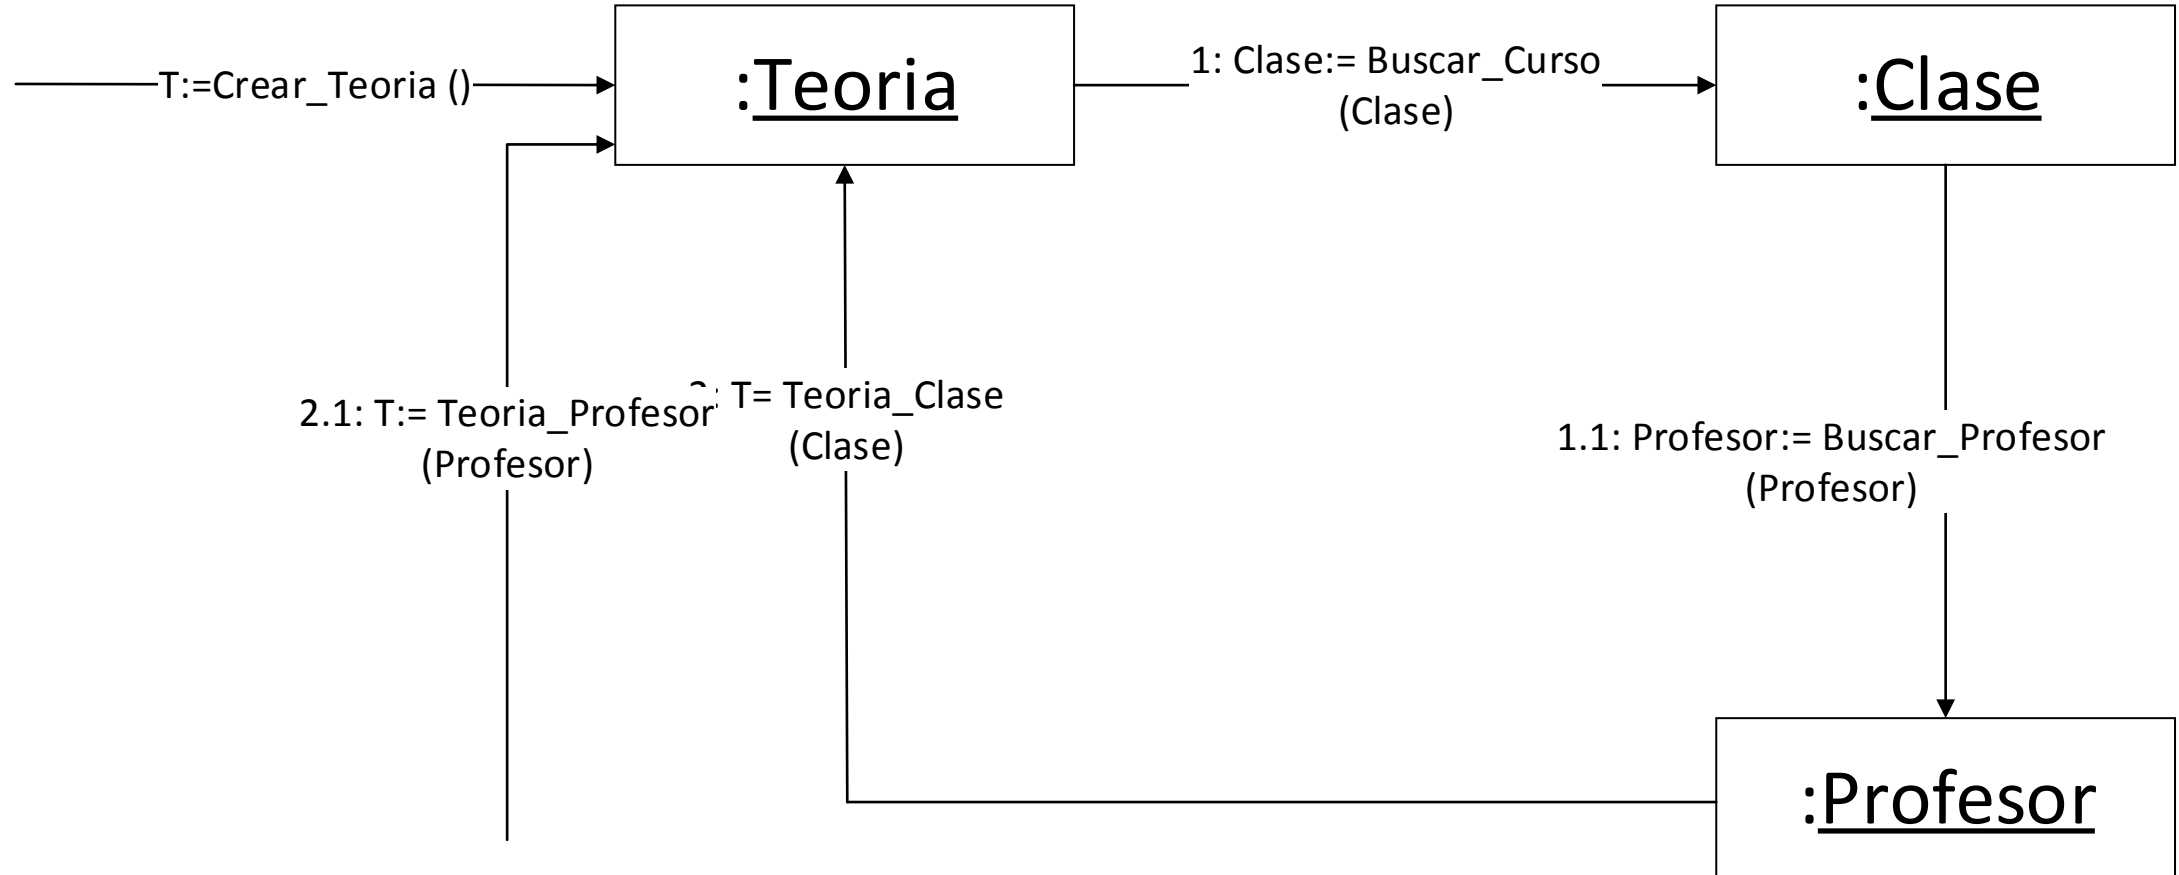 T:=Crear_Teoria ()
:Teoria
1: Clase:= Buscar_Curso
(Clase)
:Clase
2.1: T:= Teoria_Profesor
(Profesor)
: T= Teoria_Clase
(Clase)
1.1: Profesor:= Buscar_Profesor
(Profesor)
:Profesor